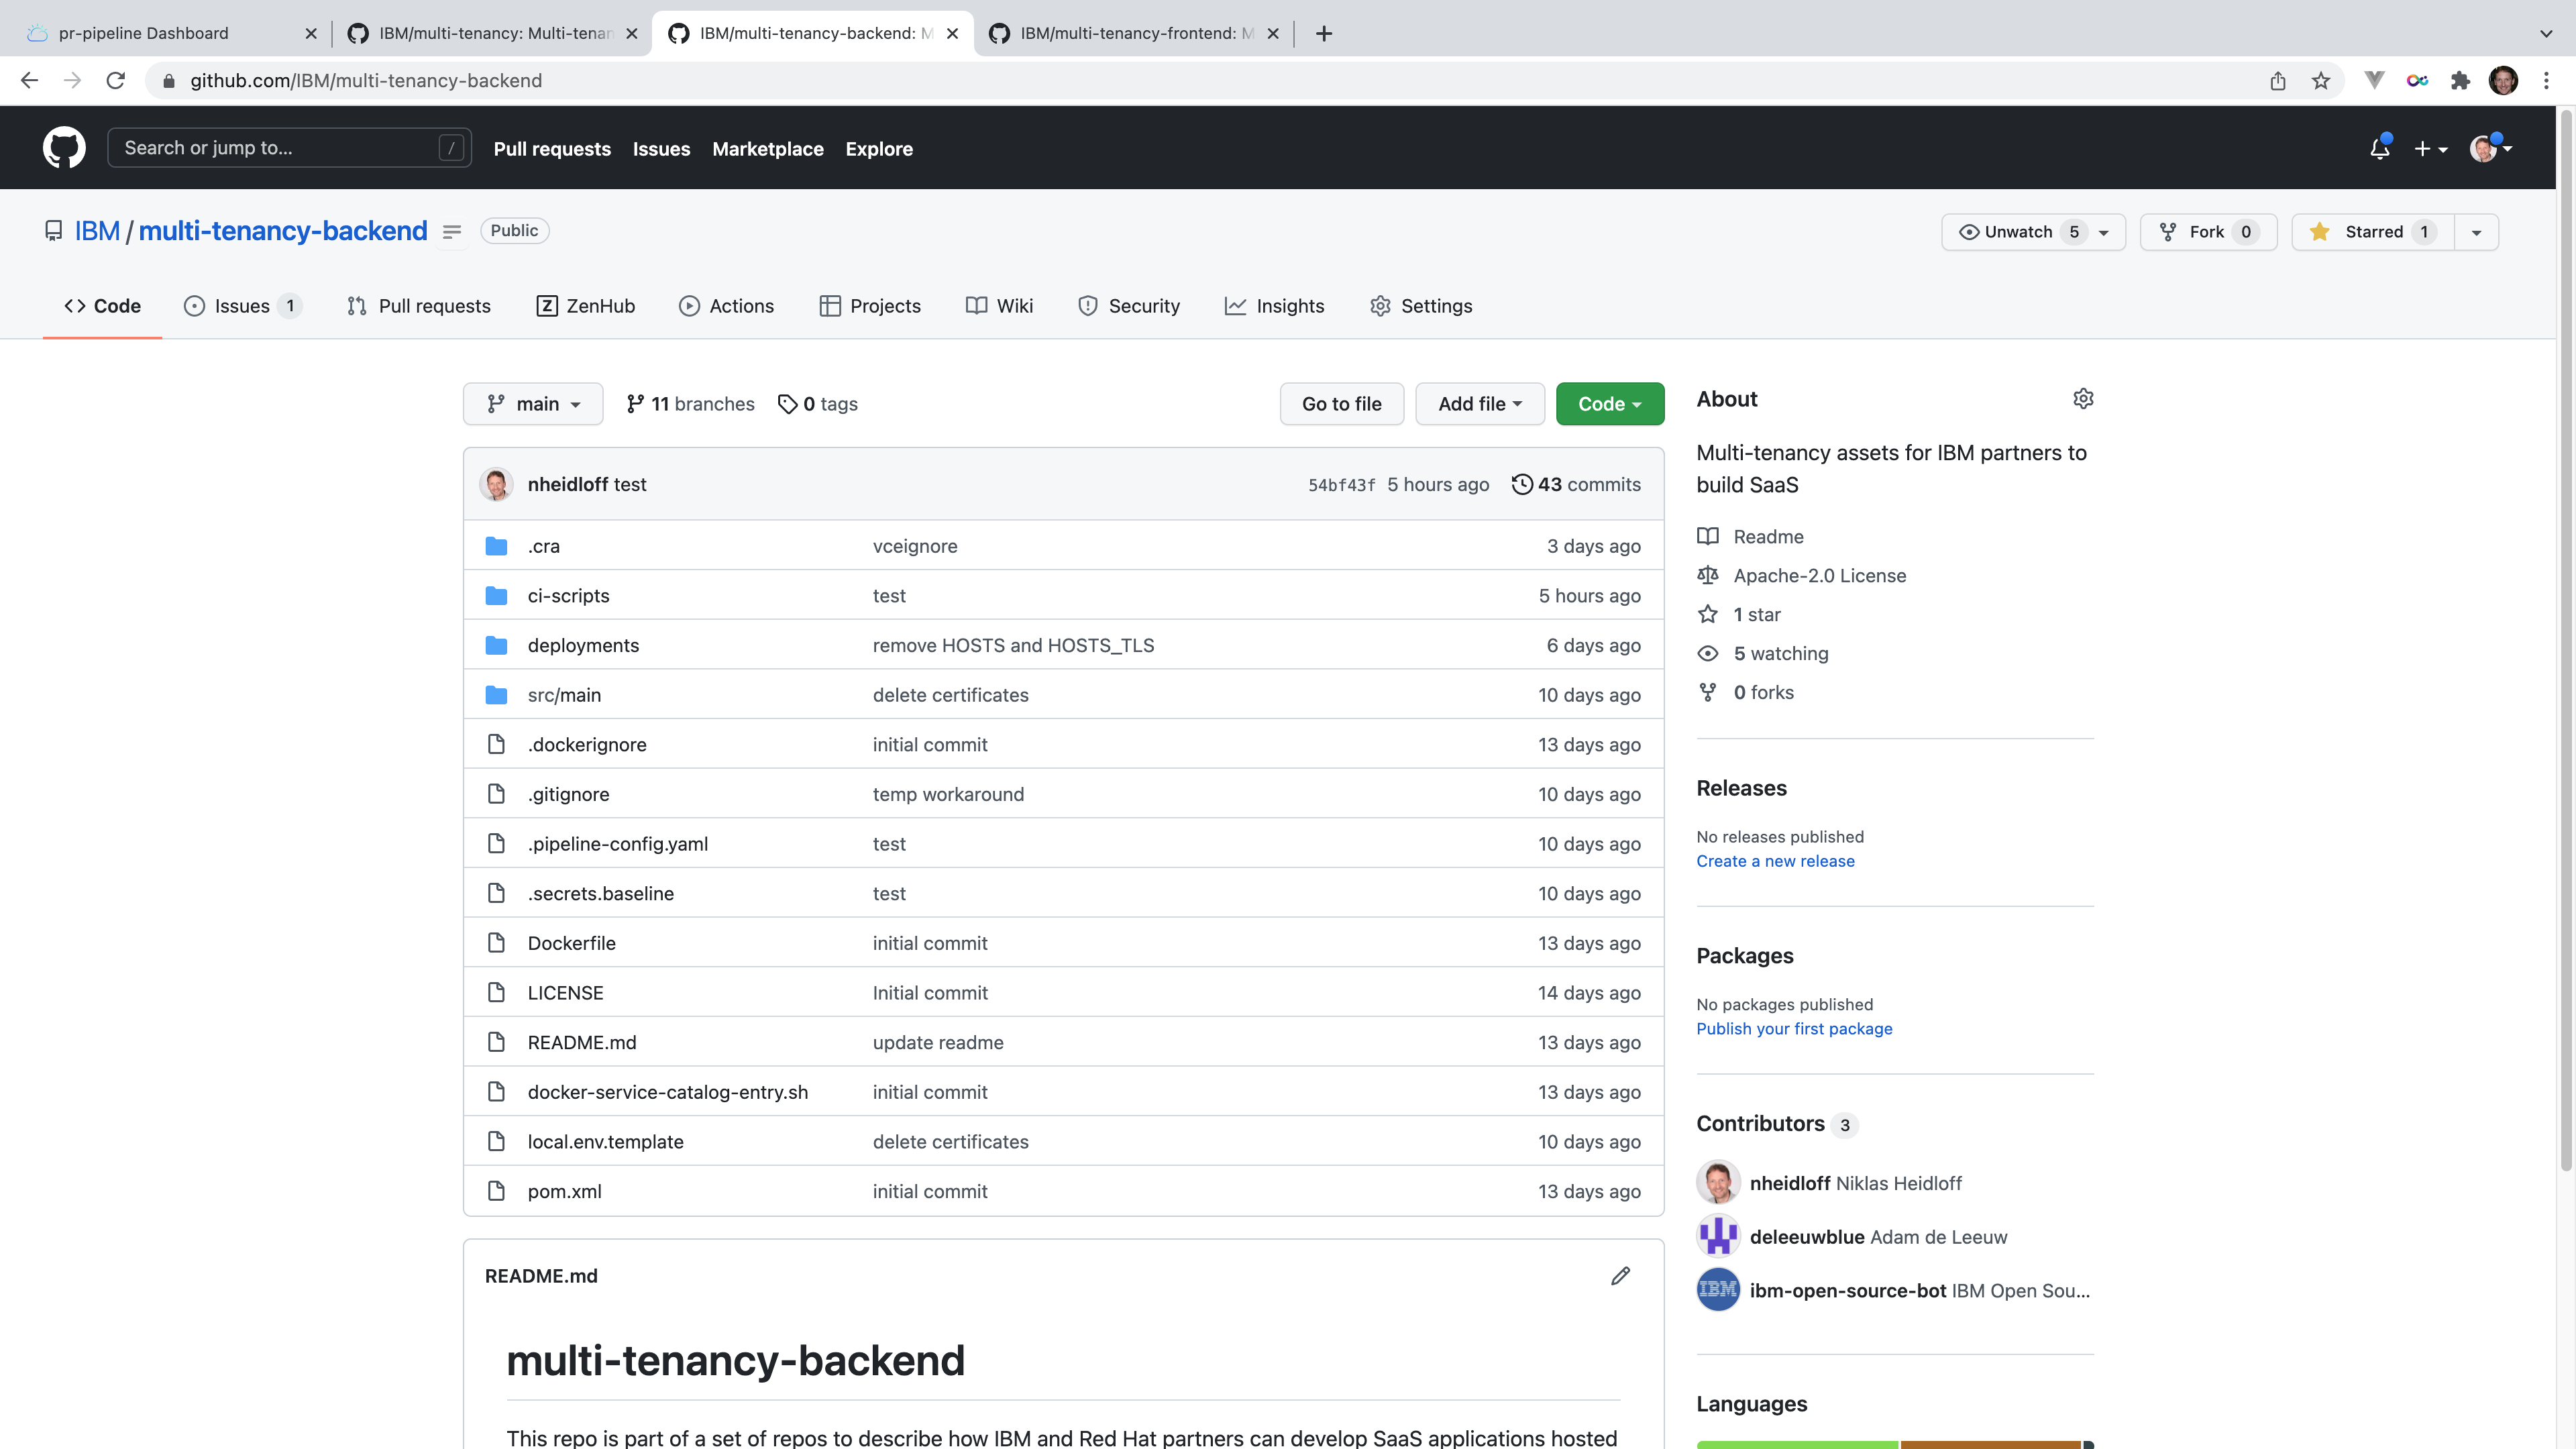 pr-pipeline Dashboard
IBM/multi-tenancy: Multi-tenan
IBM/multi-tenancy-backend: M
IBM/multi-tenancy-frontend: M
github.com/IBM/multi-tenancy-backend
Search or jump to...
/
Pull requests
Issues
Marketplace
Explore
IBM / multi-tenancy-backend
Public
Unwatch 5
Fork 0
Starred 1
Code
Issues 1
Pull requests
Z ZenHub
Actions
Projects
Wiki
Security
Insights
Settings
main
11 branches
0 tags
Go to file
Add file
Code
nheidloff test
54bf43f 5 hours ago
43 commits
.cra vceignore 3 days ago
ci-scripts test 5 hours ago
deployments remove HOSTS and HOSTS_TLS 6 days ago
src/main delete certificates 10 days ago
.dockerignore initial commit 13 days ago
.gitignore temp workaround 10 days ago
.pipeline-config.yaml test 10 days ago
.secrets.baseline test 10 days ago
Dockerfile initial commit 13 days ago
LICENSE Initial commit 14 days ago
README.md update readme 13 days ago
docker-service-catalog-entry.sh initial commit 13 days ago
local.env.template delete certificates 10 days ago
pom.xml initial commit 13 days ago
README.md
multi-tenancy-backend
This repo is part of a set of repos to describe how IBM and Red Hat partners can develop SaaS applications hosted
About
Multi-tenancy assets for IBM partners to
build SaaS
Readme
Apache-2.0 License
1 star
5 watching
0 forks
Releases
No releases published
Create a new release
Packages
No packages published
Publish your first package
Contributors 3
nheidloff Niklas Heidloff
deleeuwblue Adam de Leeuw
IBM
ibm-open-source-bot IBM Open Sou...
Languages